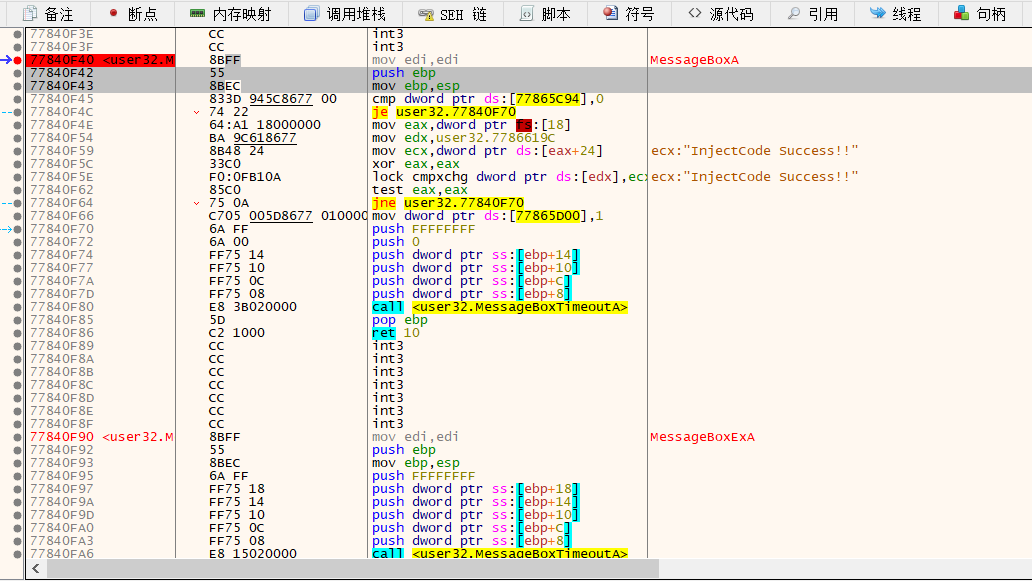 备注 断点 内存映射 调用堆栈 SEH 链 脚本 符号 源代码 引用 线程 句柄
77840F3E CC int3
77840F3F CC int3
77840F40 <user32.M 8BFF mov edi,edi MessageBoxA
77840F42 55 push ebp
77840F43 8BEC mov ebp,esp
77840F45 833D 945C8677 00 cmp dword ptr ds:[77865C94],0
77840F4C 74 22 je user32.77840F70
77840F4E 64:A1 18000000 mov eax,dword ptr fs:[18]
77840F54 BA 9C618677 mov edx,user32.7786619C
77840F59 8B48 24 mov ecx,dword ptr ds:[eax+24] ecx:"InjectCode Success!!"
77840F5C 33C0 xor eax,eax
77840F5E F0:0FB10A lock cmpxchg dword ptr ds:[edx],ecx ecx:"InjectCode Success!!"
77840F62 85C0 test eax,eax
77840F64 75 0A jne user32.77840F70
77840F66 C705 005D8677 010000 mov dword ptr ds:[77865D00],1
77840F70 6A FF push FFFFFFFF
77840F72 6A 00 push 0
77840F74 FF75 14 push dword ptr ss:[ebp+14]
77840F77 FF75 10 push dword ptr ss:[ebp+10]
77840F7A FF75 0C push dword ptr ss:[ebp+C]
77840F7D FF75 08 push dword ptr ss:[ebp+8]
77840F80 E8 3B020000 call <user32.MessageBoxTimeoutA>
77840F85 5D pop ebp
77840F86 C2 1000 ret 10
77840F89 CC int3
77840F8A CC int3
77840F8B CC int3
77840F8C CC int3
77840F8D CC int3
77840F8E CC int3
77840F8F CC int3
77840F90 <user32.M 8BFF mov edi,edi MessageBoxExA
77840F92 55 push ebp
77840F93 8BEC mov ebp,esp
77840F95 6A FF push FFFFFFFF
77840F97 FF75 18 push dword ptr ss:[ebp+18]
77840F9A FF75 14 push dword ptr ss:[ebp+14]
77840F9D FF75 10 push dword ptr ss:[ebp+10]
77840FA0 FF75 0C push dword ptr ss:[ebp+C]
77840FA3 FF75 08 push dword ptr ss:[ebp+8]
77840FA6 E8 15020000 call <user32.MessageBoxTimeoutA>